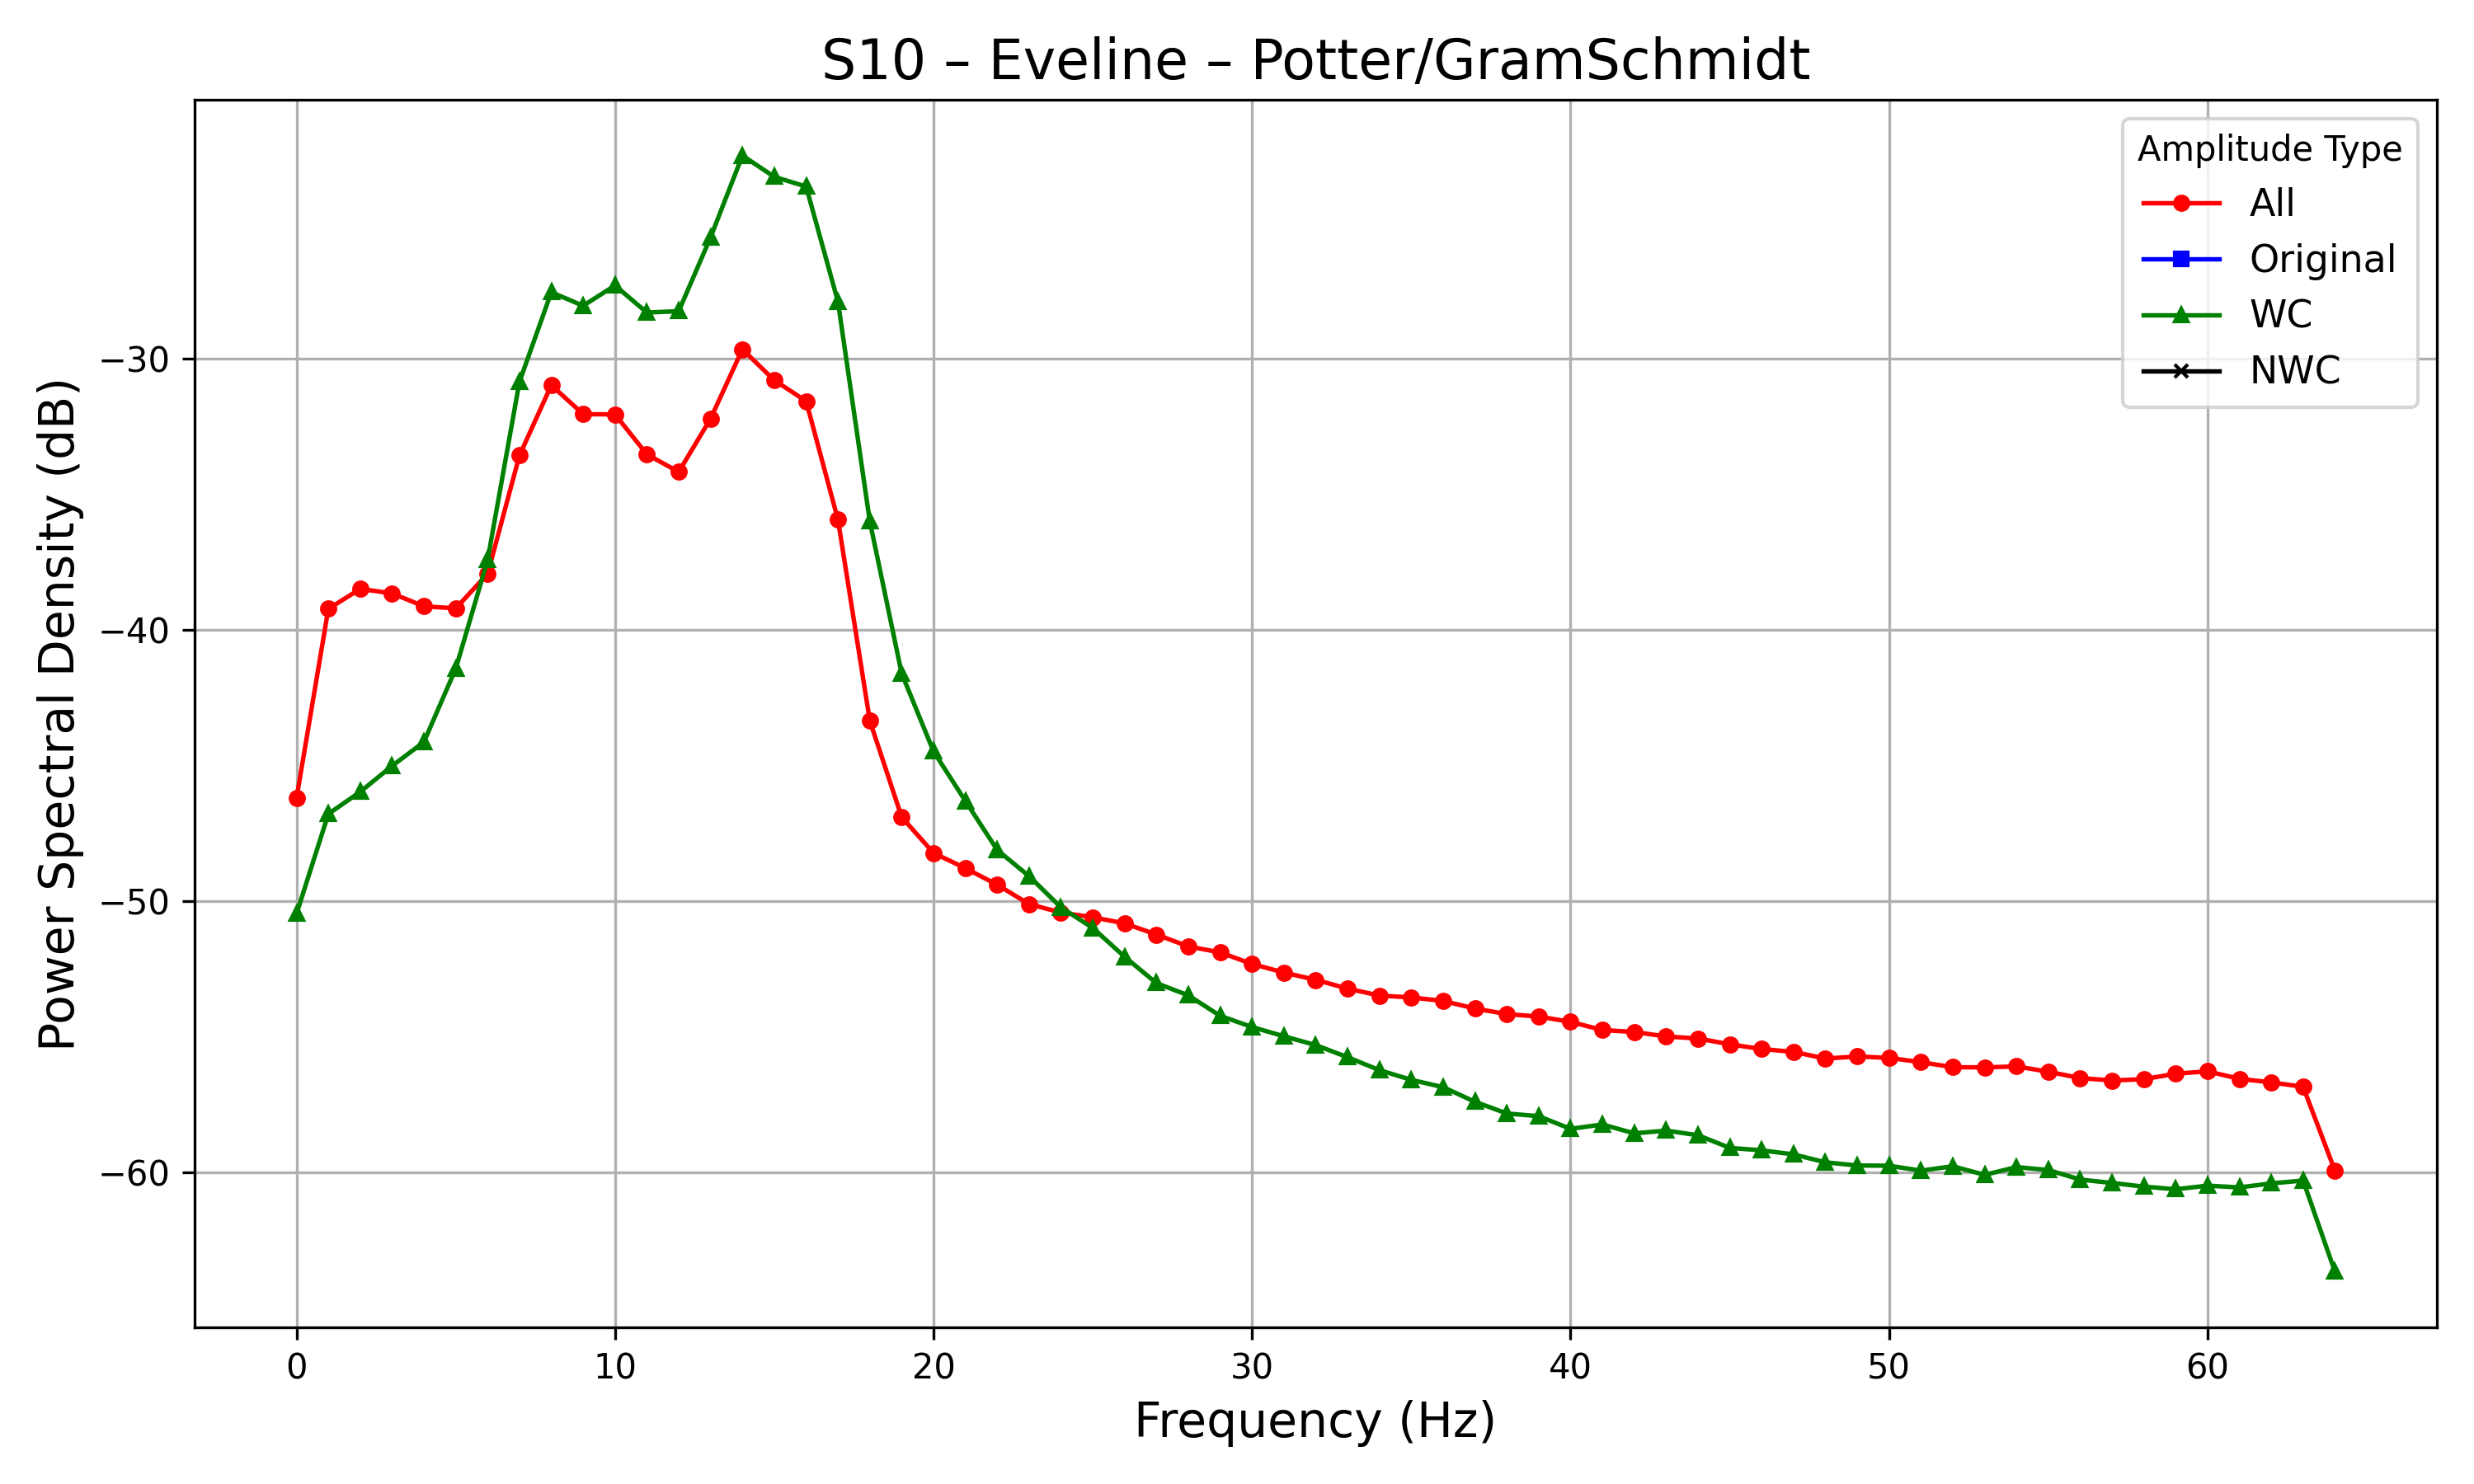 S10 – Eveline – Potter/GramSchmidt
Amplitude Type
All
Original
WC
NWC
Power Spectral Density (dB)
−30
−40
−50
−60
0 10 20 30 40 50 60
Frequency (Hz)